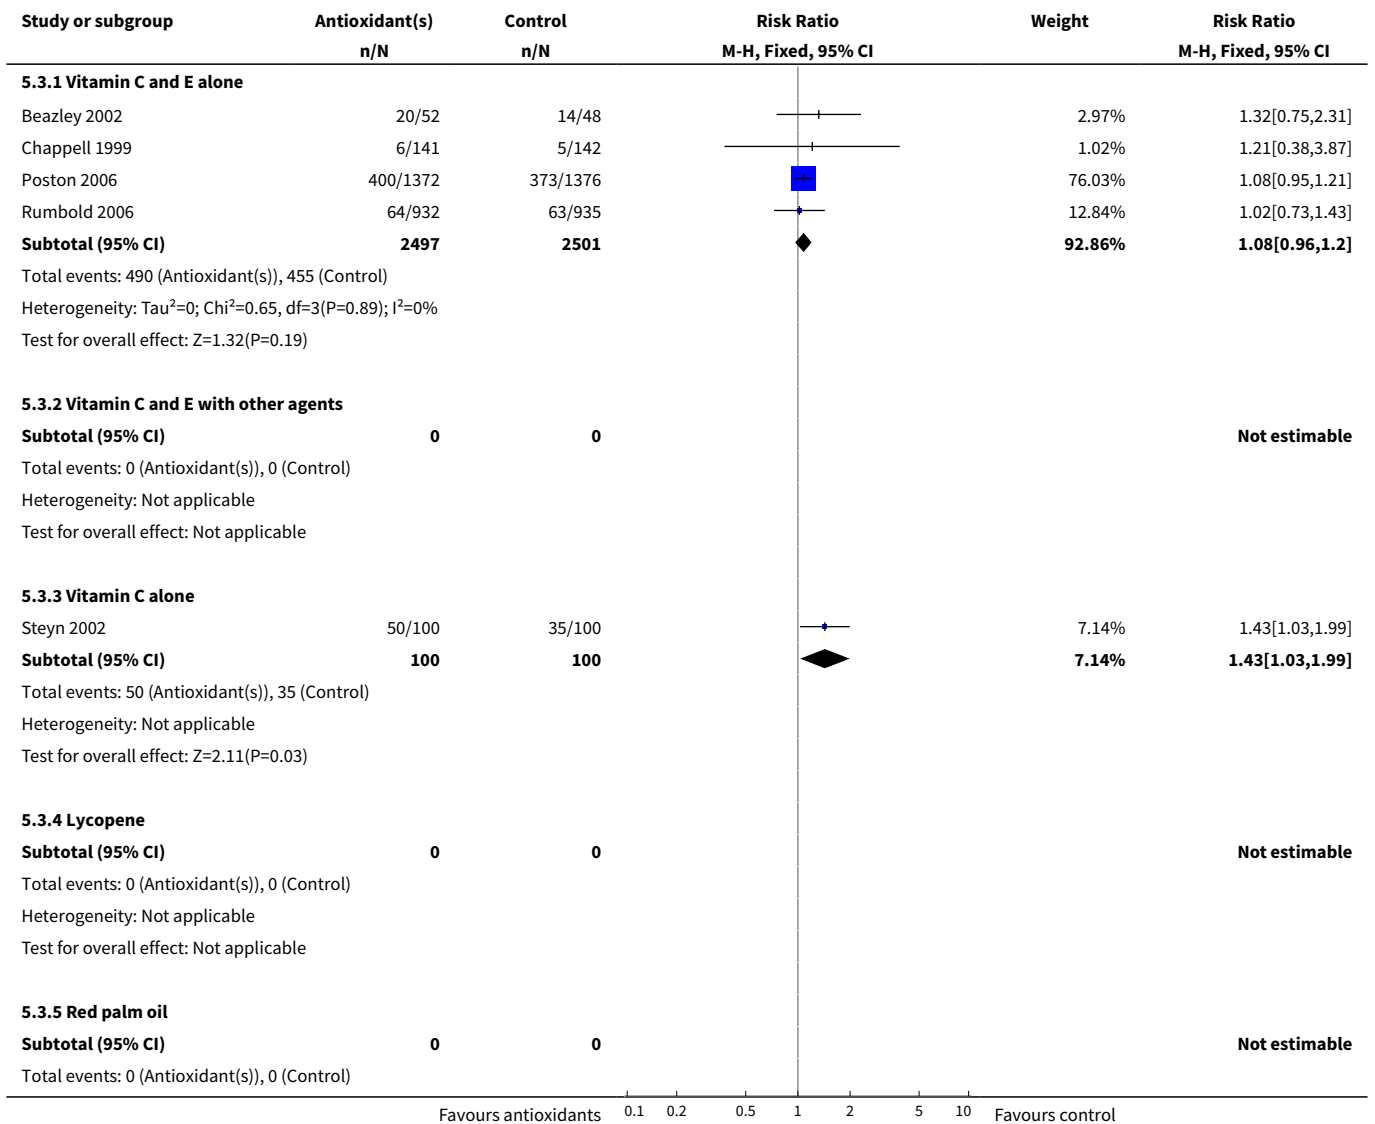 Study or subgroup Antioxidant(s) Control Risk Ratio Weight Risk Ratio
n/N n/N M-H, Fixed, 95% CI M-H, Fixed, 95% CI
5.3.1 Vitamin C and E alone
Beazley 2002 20/52 14/48 2.97% 1.32[0.75,2.31]
Chappell 1999 6/141 5/142 1.02% 1.21[0.38,3.87]
Poston 2006 400/1372 373/1376 76.03% 1.08[0.95,1.21]
Rumbold 2006 64/932 63/935 12.84% 1.02[0.73,1.43]
Subtotal (95% CI) 2497 2501 92.86% 1.08[0.96,1.2]
Total events: 490 (Antioxidant(s)), 455 (Control)
Heterogeneity: Tau²=0; Chi²=0.65, df=3(P=0.89); I²=0%
Test for overall effect: Z=1.32(P=0.19)
5.3.2 Vitamin C and E with other agents
Subtotal (95% CI) 0 0 Not estimable
Total events: 0 (Antioxidant(s)), 0 (Control)
Heterogeneity: Not applicable
Test for overall effect: Not applicable
5.3.3 Vitamin C alone
Steyn 2002 50/100 35/100 7.14% 1.43[1.03,1.99]
Subtotal (95% CI) 100 100 7.14% 1.43[1.03,1.99]
Total events: 50 (Antioxidant(s)), 35 (Control)
Heterogeneity: Not applicable
Test for overall effect: Z=2.11(P=0.03)
5.3.4 Lycopene
Subtotal (95% CI) 0 0 Not estimable
Total events: 0 (Antioxidant(s)), 0 (Control)
Heterogeneity: Not applicable
Test for overall effect: Not applicable
5.3.5 Red palm oil
Subtotal (95% CI) 0 0 Not estimable
Total events: 0 (Antioxidant(s)), 0 (Control)
Favours antioxidants 0.1 0.2 0.5 1 2 5 10 Favours control